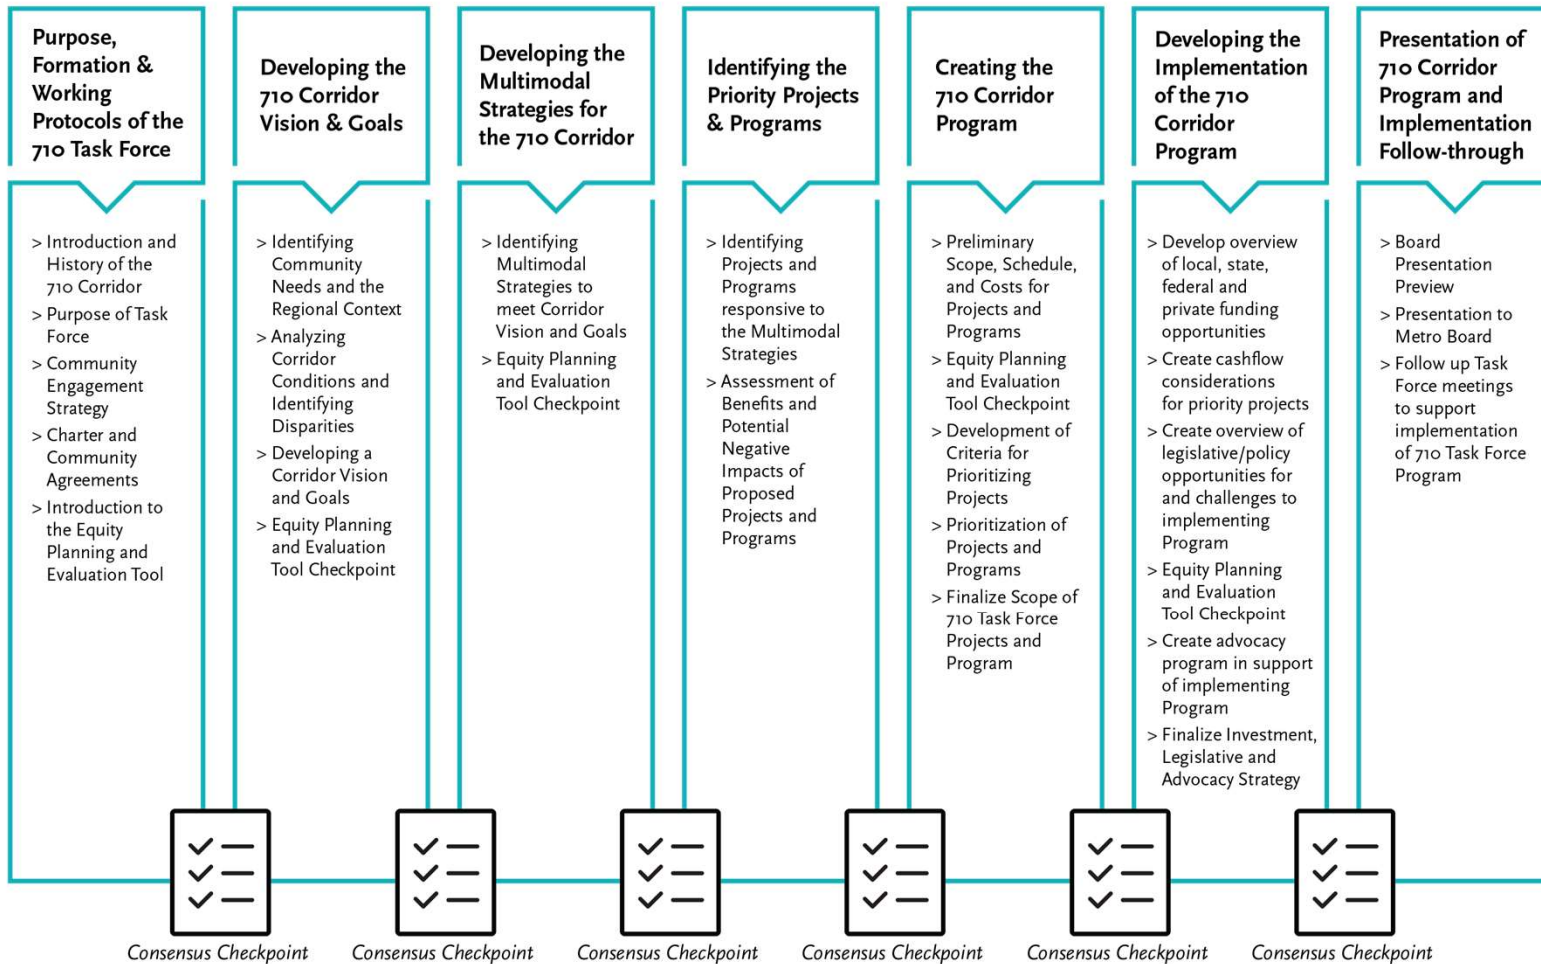 Purpose,
Formation &
Working
Protocols of the
710 Task Force
> Introduction and
History of the
710 Corridor
> Purpose of Task
Force
> Community
Engagement
Strategy
> Charter and
Community
Agreements
> Introduction to
the Equity
Planning and
Evaluation Tool
Developing the
710 Corridor
Vision & Goals
> Identifying
Community
Needs and the
Regional Context
> Analyzing
Corridor
Conditions and
Identifying
Disparities
> Developing a
Corridor Vision
and Goals
> Equity Planning
and Evaluation
Tool Checkpoint
Developing the
Multimodal
Strategies for
the 710 Corridor
> Identifying
Multimodal
Strategies to
meet Corridor
Vision and Goals
> Equity Planning
and Evaluation
Tool Checkpoint
Identifying the
Priority Projects
& Programs
> Identifying
Projects and
Programs
responsive to
the Multimodal
Strategies
> Assessment of
Benefits and
Potential
Negative
Impacts of
Proposed
Projects and
Programs
Creating the
710 Corridor
Program
> Preliminary
Scope, Schedule,
and Costs for
Projects and
Programs
> Equity Planning
and Evaluation
Tool Checkpoint
> Development of
Criteria for
Prioritizing
Projects
> Prioritization of
Projects and
Programs
> Finalize Scope of
710 Task Force
Projects and
Program
Developing the
Implementation
of the 710
Corridor
Program
> Develop overview
of local, state,
federal and
private funding
opportunities
> Create cashflow
considerations
for priority projects
> Create overview of
legislative/policy
opportunities for
and challenges to
implementing
Program
> Equity Planning
and Evaluation
Tool Checkpoint
> Create advocacy
program in support
of implementing
Program
> Finalize Investment,
Legislative and
Advocacy Strategy
Presentation of
710 Corridor
Program and
Implementation
Follow-through
> Board
Presentation
Preview
> Presentation to
Metro Board
> Follow up Task
Force meetings
to support
implementation
of 710 Task Force
Program
Consensus Checkpoint
Consensus Checkpoint
Consensus Checkpoint
Consensus Checkpoint
Consensus Checkpoint
Consensus Checkpoint